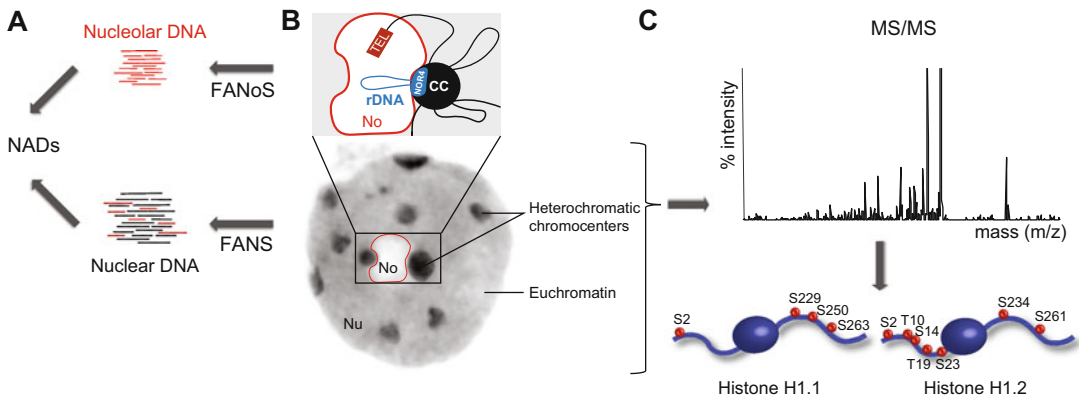 A
Nucleolar DNA
FANoS
NADs
FANS
Nuclear DNA
B
TEL
NOR4
CC
rDNA
No
Heterochromatic
chromocenters
No
Euchromatin
Nu
C
MS/MS
% intensity
mass (m/z)
S2
S229
S250
S263
Histone H1.1
S2
T10
S14
T19
S23
S234
S261
Histone H1.2